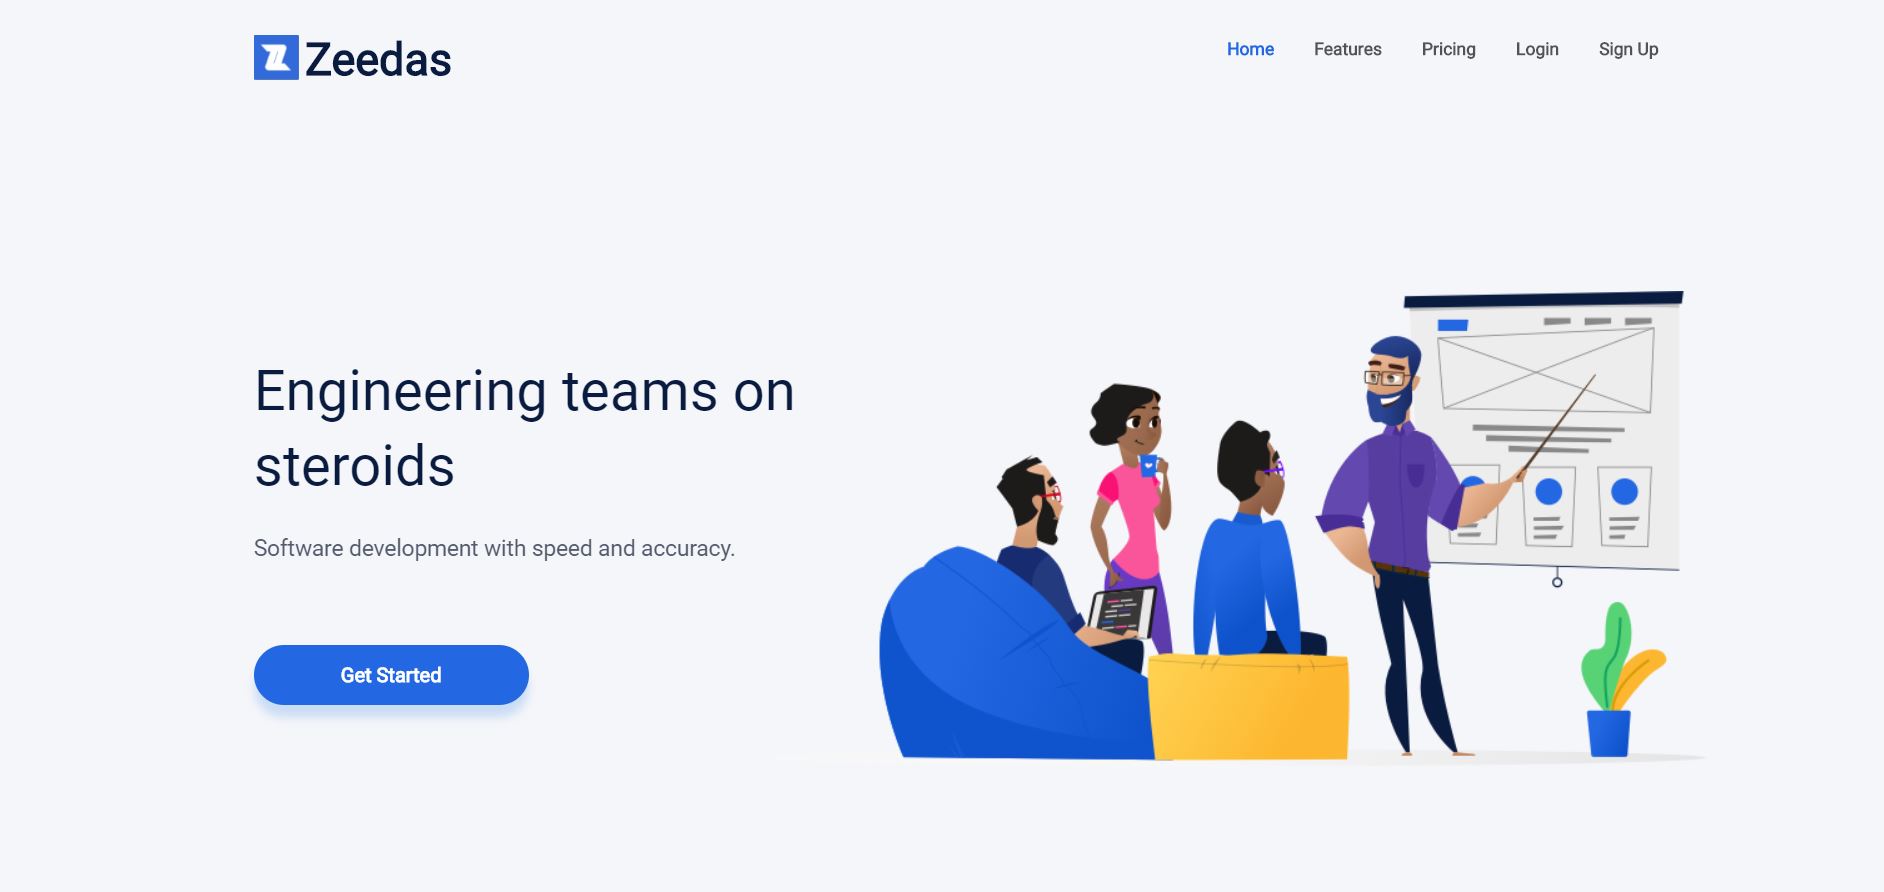 Zeedas
Home Features Pricing Login Sign Up
Engineering teams on
steroids
Software development with speed and accuracy.
Get Started